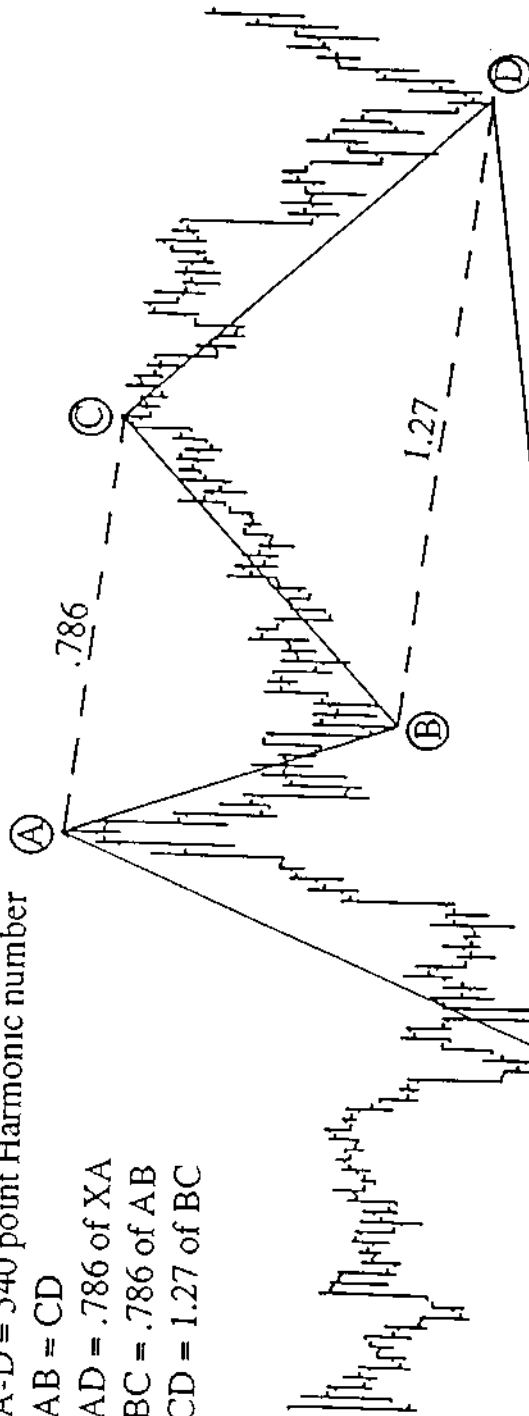 A-D = point Harmonic number
AB = CD
AD = .786 of XA
BC = .786 of AB
CD = 1.27 of BC
A
.786
C
B
1.27
D